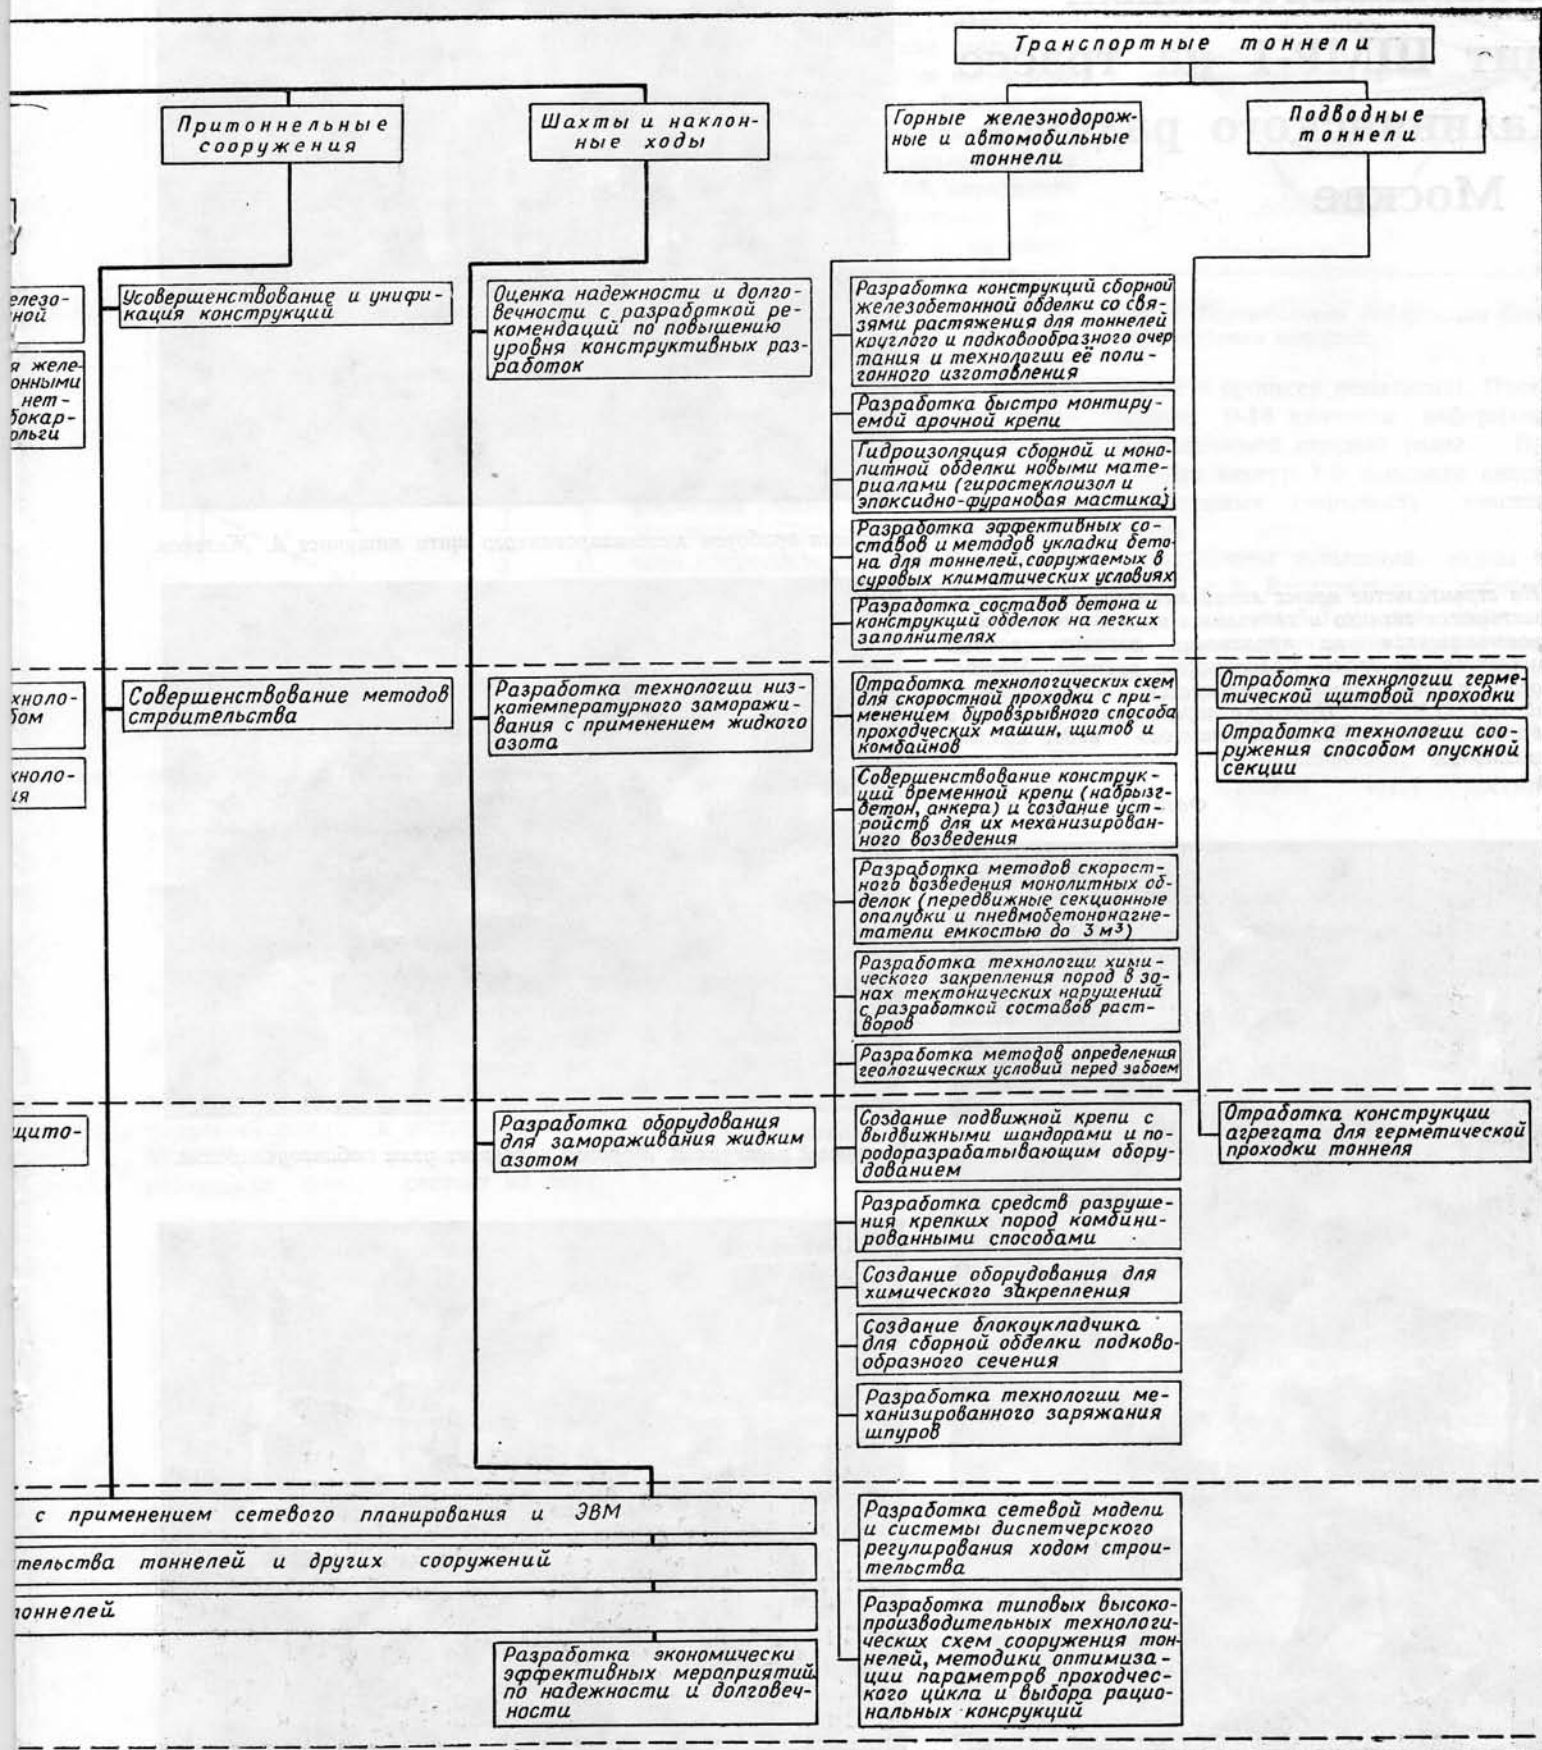 Транспортные тоннели
Притоннельные
сооружения
Шахты и наклон-
ные ходы
Горные железнодорож-
ные и автомобильные
тоннели
Подводные
тоннели
елезо-
ной
я желе-
онными
нет-
бокар-
ольги
Усовершенствование и унифи-
кация конструкций
Оценка надежности и долго-
вечности с разработкой ре-
комендаций по повышению
уровня конструктивных раз-
работок
Разработка конструкций сборной
железобетонной обделки со свя-
зями растяжения для тоннелей
круглого и подковообразного очер
тания и технологии её поли-
гонного изготовления
Разработка быстро монтиру-
емой арочной крепи
Гидроизоляция сборной и моно-
литной обделки новыми мате-
риалами (гиростеклоизол и
эпоксидно-фурановая мастика)
Разработка эффективных со-
ставов и методов укладки бето-
на для тоннелей, сооружаемых в
суровых климатических условиях
Разработка составов бетона и
конструкций обделок на легких
заполнителях
хноло-
бом
хноло-
ия
Совершенствование методов
строительства
Разработка технологии низ-
котемпературного заморажи-
вания с применением жидкого
азота
Отработка технологических схем
для скоростной проходки с при-
менением буровзрывного способа
проходческих машин, щитов и
комбайнов
Совершенствование конструк-
ций временной крепи (набрызг-
бетон, анкера) и создание уст-
ройств для их механизирован-
ного возведения
Разработка методов скорост-
ного возведения монолитных об-
делок (передвижные секционные
опалубки и пневмобетононагне-
татели емкостью до 3 м³)
Разработка технологии хими-
ческого закрепления пород в зо-
нах тектонических нарушений
с разработкой составов раст-
воров
Разработка методов определения
геологических условий перед забоем
Отработка технологии герме-
тической щитовой проходки
Отработка технологии соо-
ружения способом опускной
секции
щито-
Разработка оборудования
для замораживания жидким
азотом
Создание подвижной крепи с
выдвижными шандорами и по-
родоразрабатывающим обору-
дованием
Разработка средств разруше-
ния крепких пород комбини-
рованными способами
Создание оборудования для
химического закрепления
Создание блокоукладчика
для сборной обделки подково-
образного сечения
Разработка технологии ме-
ханизированного заряжания
шпуров
Отработка конструкции
агрегата для герметической
проходки тоннеля
с применением сетевого планирования и ЭВМ
тельства тоннелей и других сооружений
тоннелей
Разработка экономически
эффективных мероприятий
по надежности и долговеч-
ности
Разработка сетевой модели
и системы диспетчерского
регулирования ходом строи-
тельства
Разработка типовых высоко-
производительных технологи-
ческих схем сооружения тон-
нелей, методики оптимиза-
ции параметров проходчес-
кого цикла и выбора рацио-
нальных консрукций